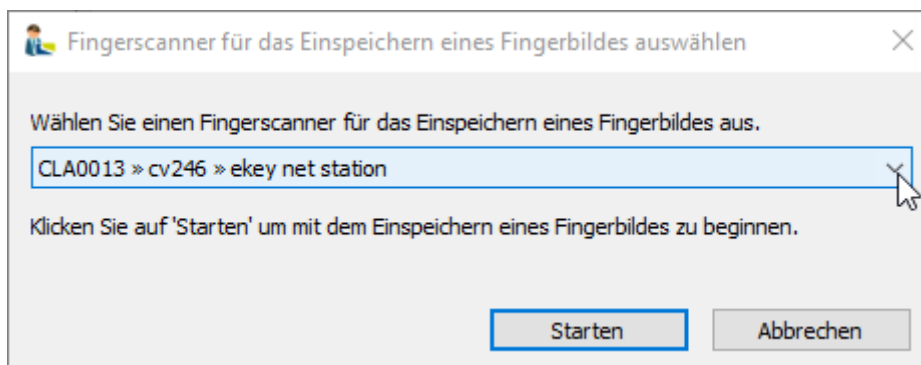 Fingerscanner für das Einspeichern eines Fingerbildes auswählen
Wählen Sie einen Fingerscanner für das Einspeichern eines Fingerbildes aus.
CLA0013 » cv246 » ekey net station
Klicken Sie auf 'Starten' um mit dem Einspeichern eines Fingerbildes zu beginnen.
Starten
Abbrechen